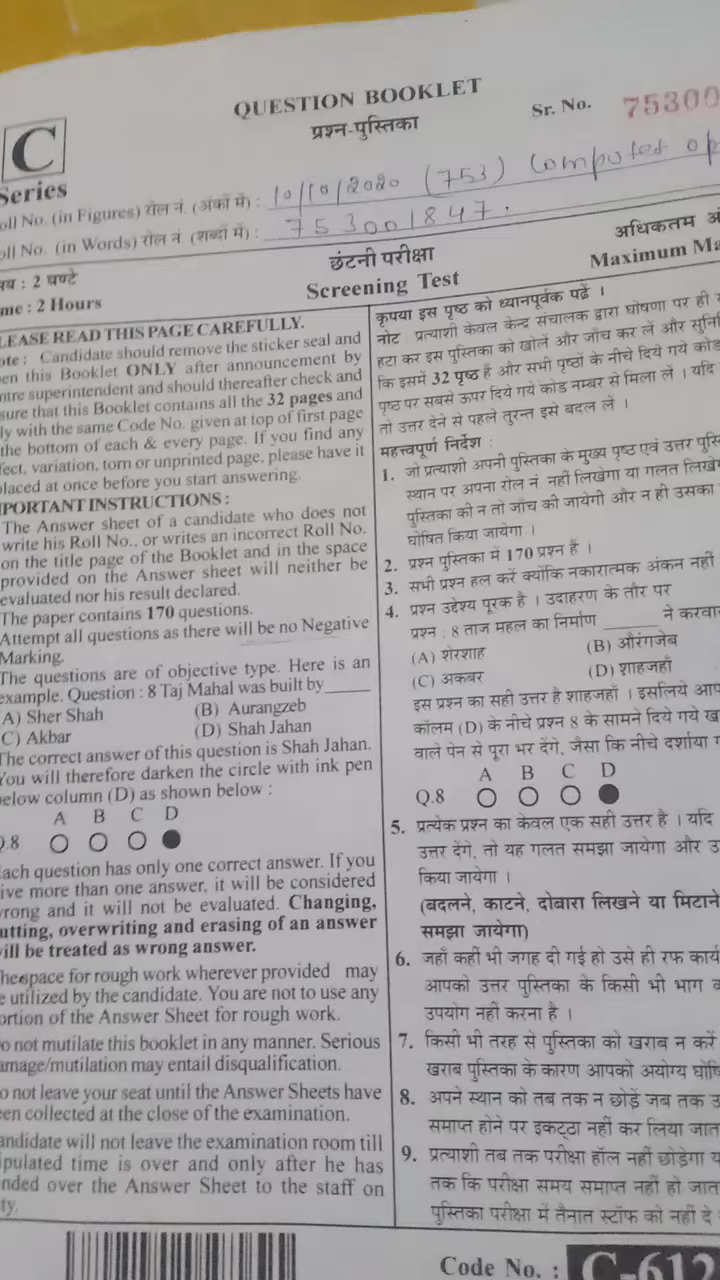 QUESTION BOOKLET
प्रश्न-पुस्तिका
Sr. No. 75300
C
Series
oll No. (in Figures) रोल नं. (अंकों में) : 10/10/2020 (753) Computer op
oll No. (in Words) रोल नं. (शब्दों में) : 753001847.
छंटनी परीक्षा
Screening Test
य : 2 घण्टे
me : 2 Hours
अधिकतम अं
Maximum Ma
LEASE READ THIS PAGE CAREFULLY.
ote : Candidate should remove the sticker seal and
en this Booklet ONLY after announcement by
ntre superintendent and should thereafter check and
sure that this Booklet contains all the 32 pages and
ly with the same Code No. given at top of first page
the bottom of each & every page. If you find any
fect, variation, torn or unprinted page, please have it
laced at once before you start answering.
PORTANT INSTRUCTIONS :
The Answer sheet of a candidate who does not
write his Roll No., or writes an incorrect Roll No.
on the title page of the Booklet and in the space
provided on the Answer sheet will neither be
evaluated nor his result declared.
The paper contains 170 questions.
Attempt all questions as there will be no Negative
Marking.
The questions are of objective type. Here is an
example. Question : 8 Taj Mahal was built by_____
A) Sher Shah (B) Aurangzeb
C) Akbar (D) Shah Jahan
The correct answer of this question is Shah Jahan.
You will therefore darken the circle with ink pen
elow column (D) as shown below :
A B C D
Q.8
ach question has only one correct answer. If you
ive more than one answer, it will be considered
rong and it will not be evaluated. Changing,
utting, overwriting and erasing of an answer
ill be treated as wrong answer.
he space for rough work wherever provided may
e utilized by the candidate. You are not to use any
ortion of the Answer Sheet for rough work.
o not mutilate this booklet in any manner. Serious
amage/mutilation may entail disqualification.
o not leave your seat until the Answer Sheets have
een collected at the close of the examination.
andidate will not leave the examination room till
ipulated time is over and only after he has
nded over the Answer Sheet to the staff on
ty.
कृपया इस पृष्ठ को ध्यानपूर्वक पढ़ें ।
नोट : प्रत्याशी केवल केन्द्र संचालक द्वारा घोषणा पर ही
हटा कर इस पुस्तिका को खोलें और जाँच कर लें और सुनि
कि इसमें 32 पृष्ठ हैं और सभी पृष्ठों के नीचे दिये गये कोड
पृष्ठ पर सबसे ऊपर दिये गये कोड नम्बर से मिला लें । यदि
तो उत्तर देने से पहले तुरन्त इसे बदल लें ।
महत्त्वपूर्ण निर्देश :
1. जो प्रत्याशी अपनी पुस्तिका के मुख्य पृष्ठ एवं उत्तर पुस्ति
स्थान पर अपना रोल नं. नहीं लिखेगा या गलत लिखे
पुस्तिका की न तो जाँच की जायेगी और न ही उसका
घोषित किया जायेगा ।
2. प्रश्न पुस्तिका में 170 प्रश्न हैं ।
3. सभी प्रश्न हल करें क्योंकि नकारात्मक अंकन नहीं
4. प्रश्न उद्देश्य पूरक है । उदाहरण के तौर पर
प्रश्न : 8 ताज महल का निर्माण ______ ने करवा
(A) शेरशाह (B) औरंगजेब
(C) अकबर (D) शाहजहाँ
इस प्रश्न का सही उत्तर है शाहजहाँ । इसलिये आप
कॉलम (D) के नीचे प्रश्न 8 के सामने दिये गये ख
वाले पेन से पूरा भर देंगे, जैसा कि नीचे दर्शाया ग
A B C D
Q.8
5. प्रत्येक प्रश्न का केवल एक सही उत्तर है । यदि
उत्तर देंगे, तो यह गलत समझा जायेगा और उ
किया जायेगा ।
(बदलने, काटने, दोबारा लिखने या मिटाने
समझा जायेगा)
6. जहाँ कहीं भी जगह दी गई हो उसे ही रफ कार्य
आपको उत्तर पुस्तिका के किसी भी भाग क
उपयोग नहीं करना है ।
7. किसी भी तरह से पुस्तिका को खराब न करें
खराब पुस्तिका के कारण आपको अयोग्य घोषि
8. अपने स्थान को तब तक न छोड़ें जब तक उ
समाप्त होने पर इकट्ठा नहीं कर लिया जात
9. प्रत्याशी तब तक परीक्षा हॉल नहीं छोड़ेगा य
तक कि परीक्षा समय समाप्त नहीं हो जात
पुस्तिका परीक्षा में तैनात स्टॉफ को नहीं दे
Code No. : C-612